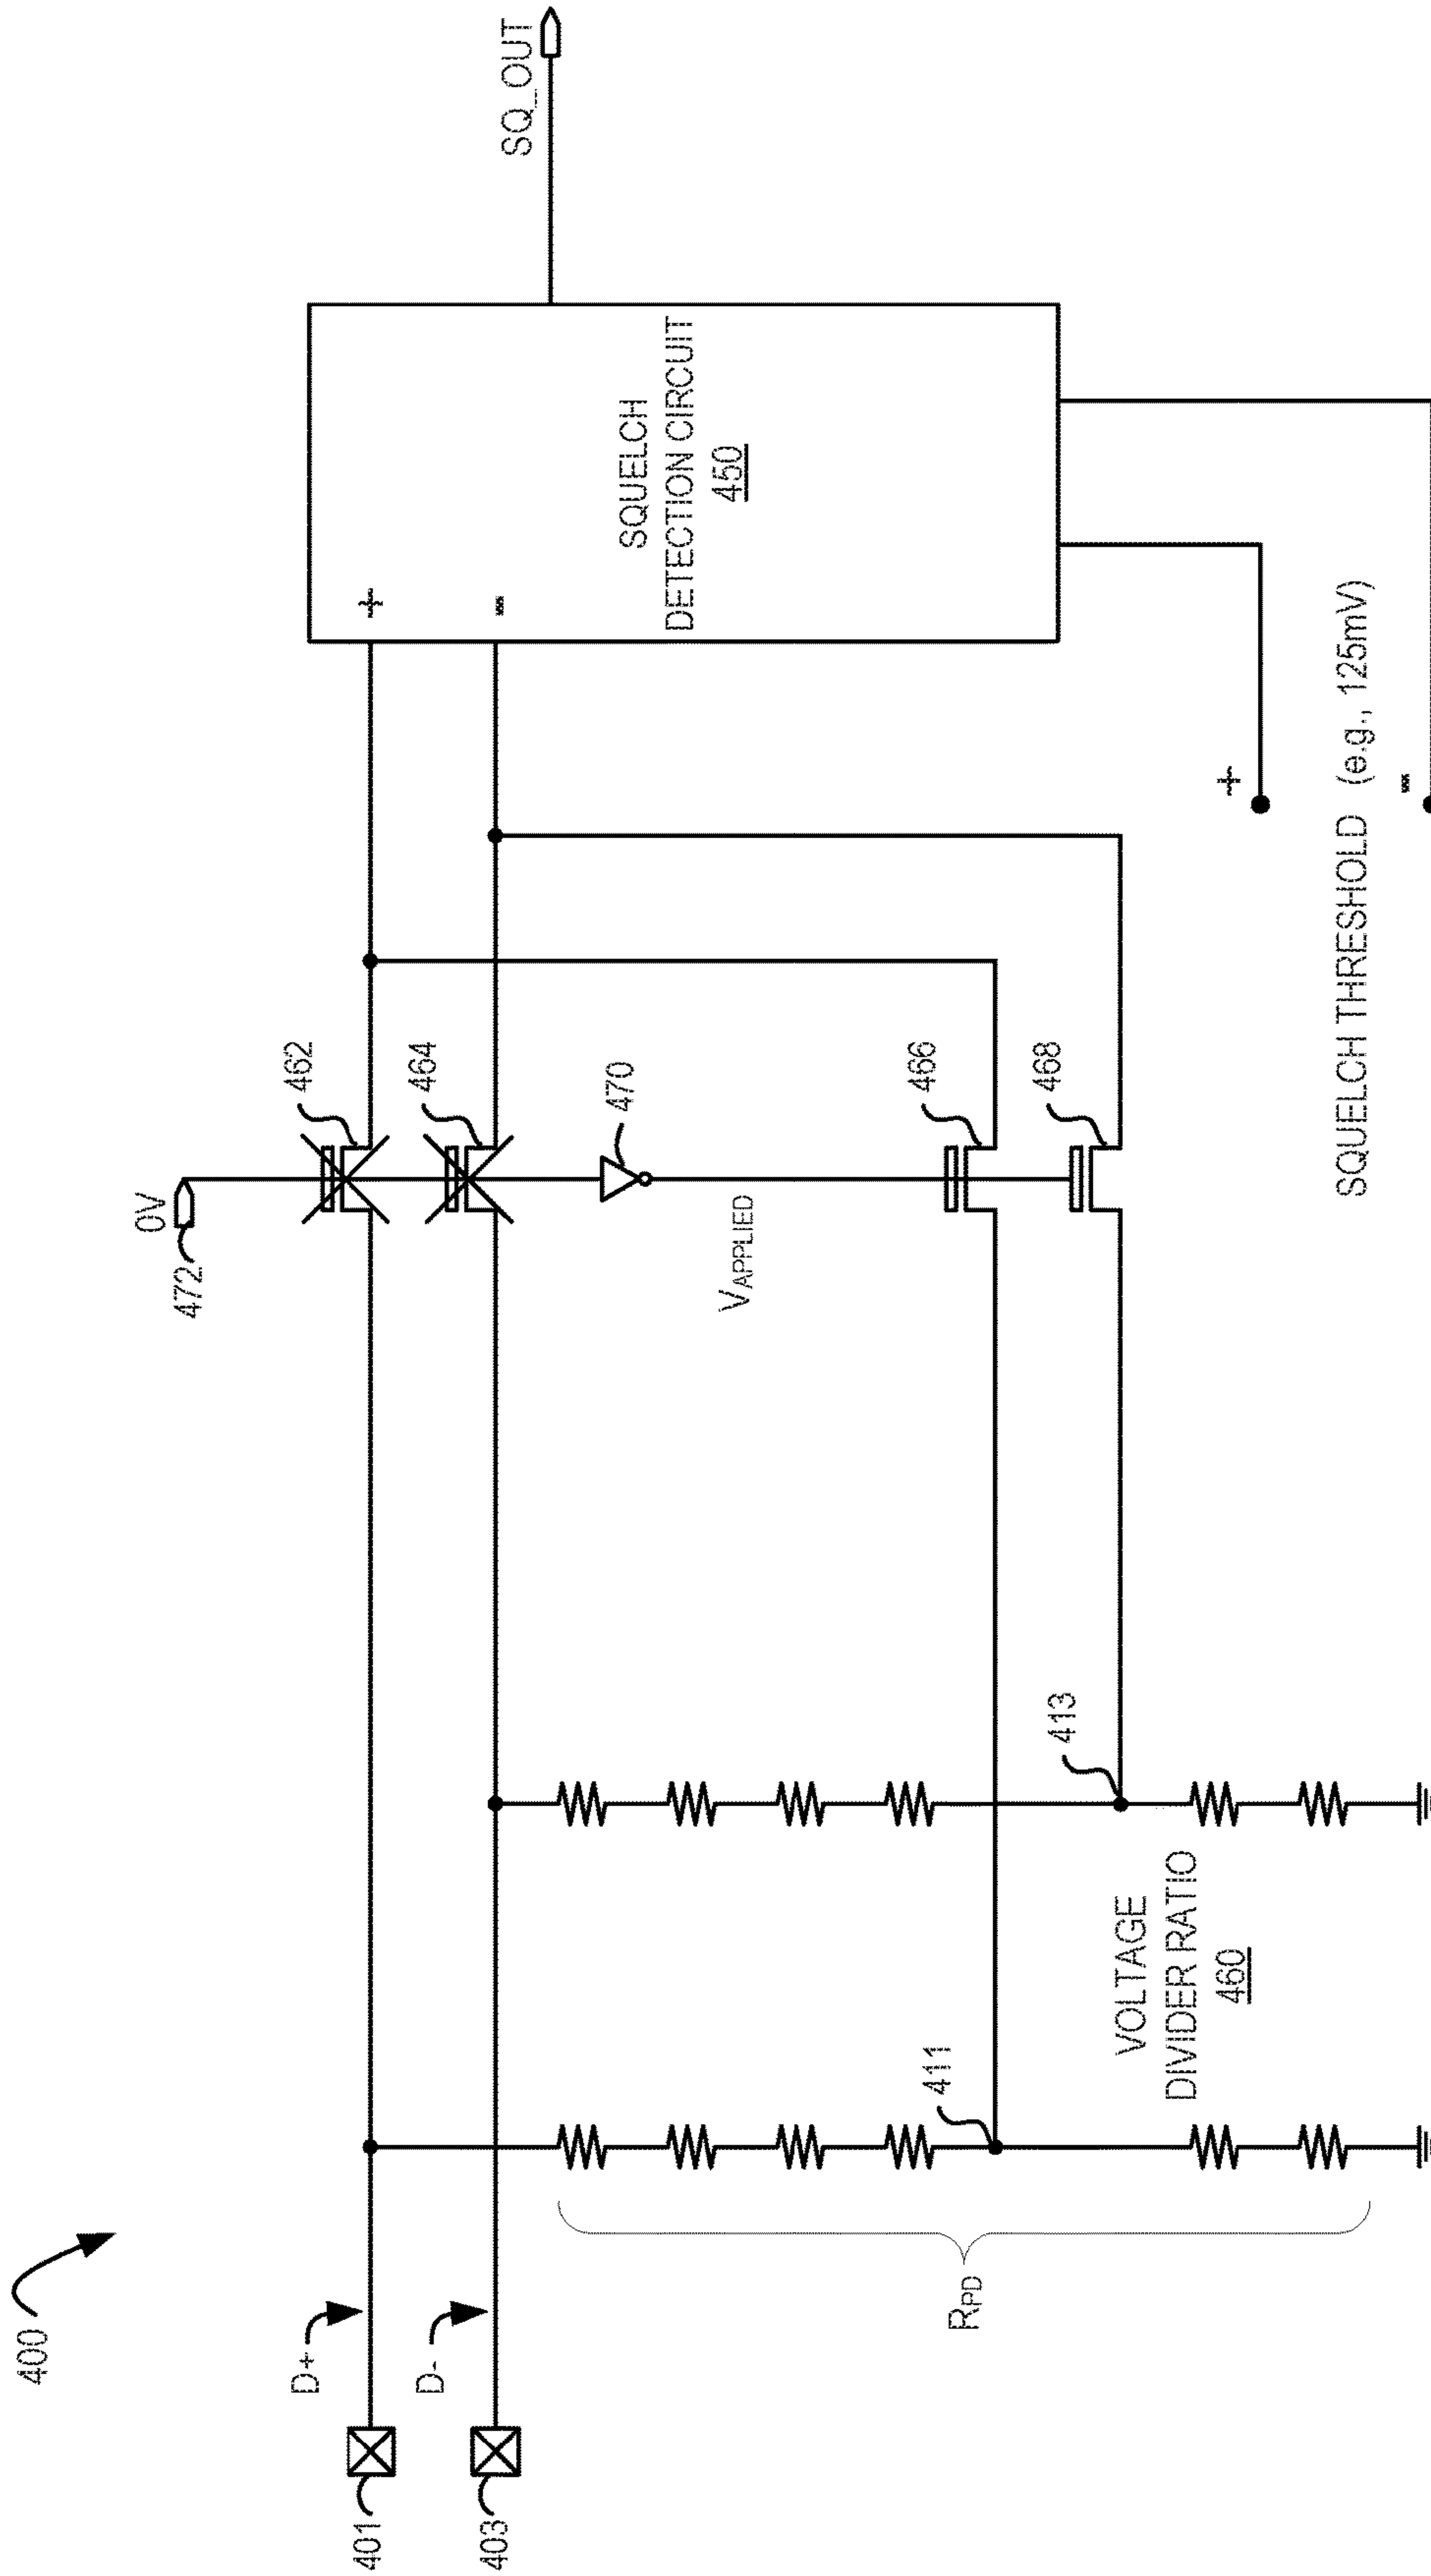 400
401
403
D+
D-
RPD
411
413
VOLTAGE
DIVIDER RATIO
460
472
0V
462
464
470
VAPPLIED
466
468
+
-
SQUELCH
DETECTION CIRCUIT
450
SQ_OUT
+
SQUELCH THRESHOLD (e.g., 125mV)
-